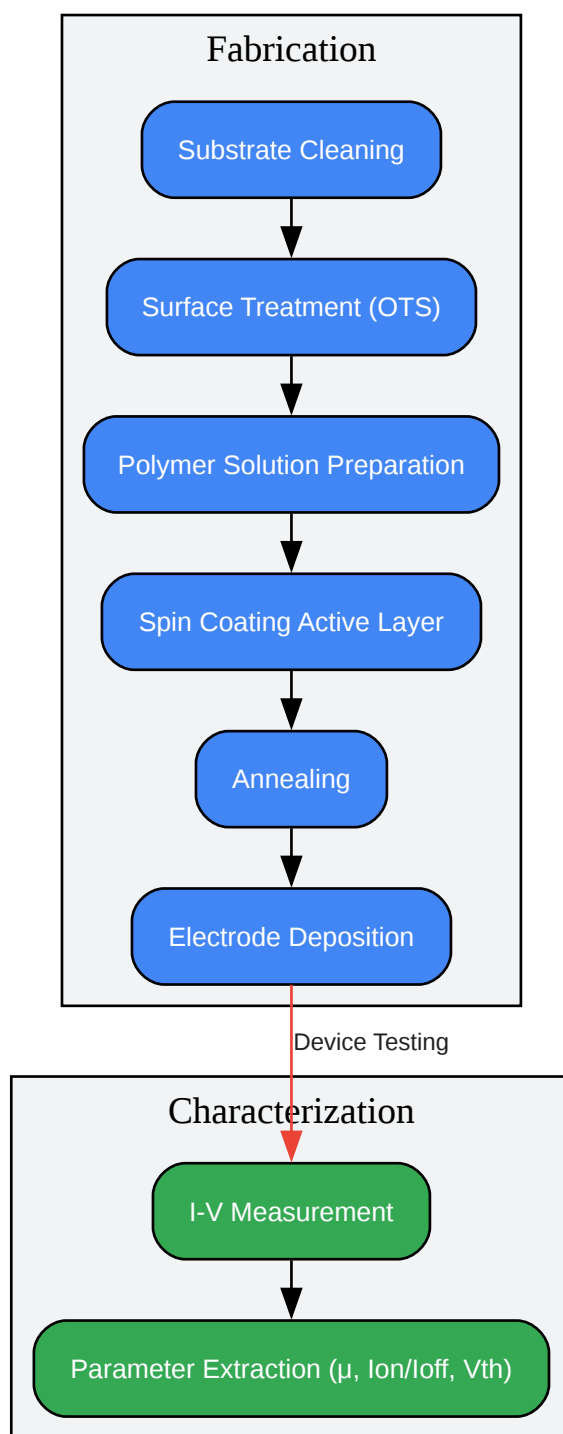 Fabrication
Substrate Cleaning
Surface Treatment (OTS)
Polymer Solution Preparation
Spin Coating Active Layer
Annealing
Electrode Deposition
Device Testing
Characterization
I-V Measurement
Parameter Extraction (μ, Ion/Ioff, Vth)